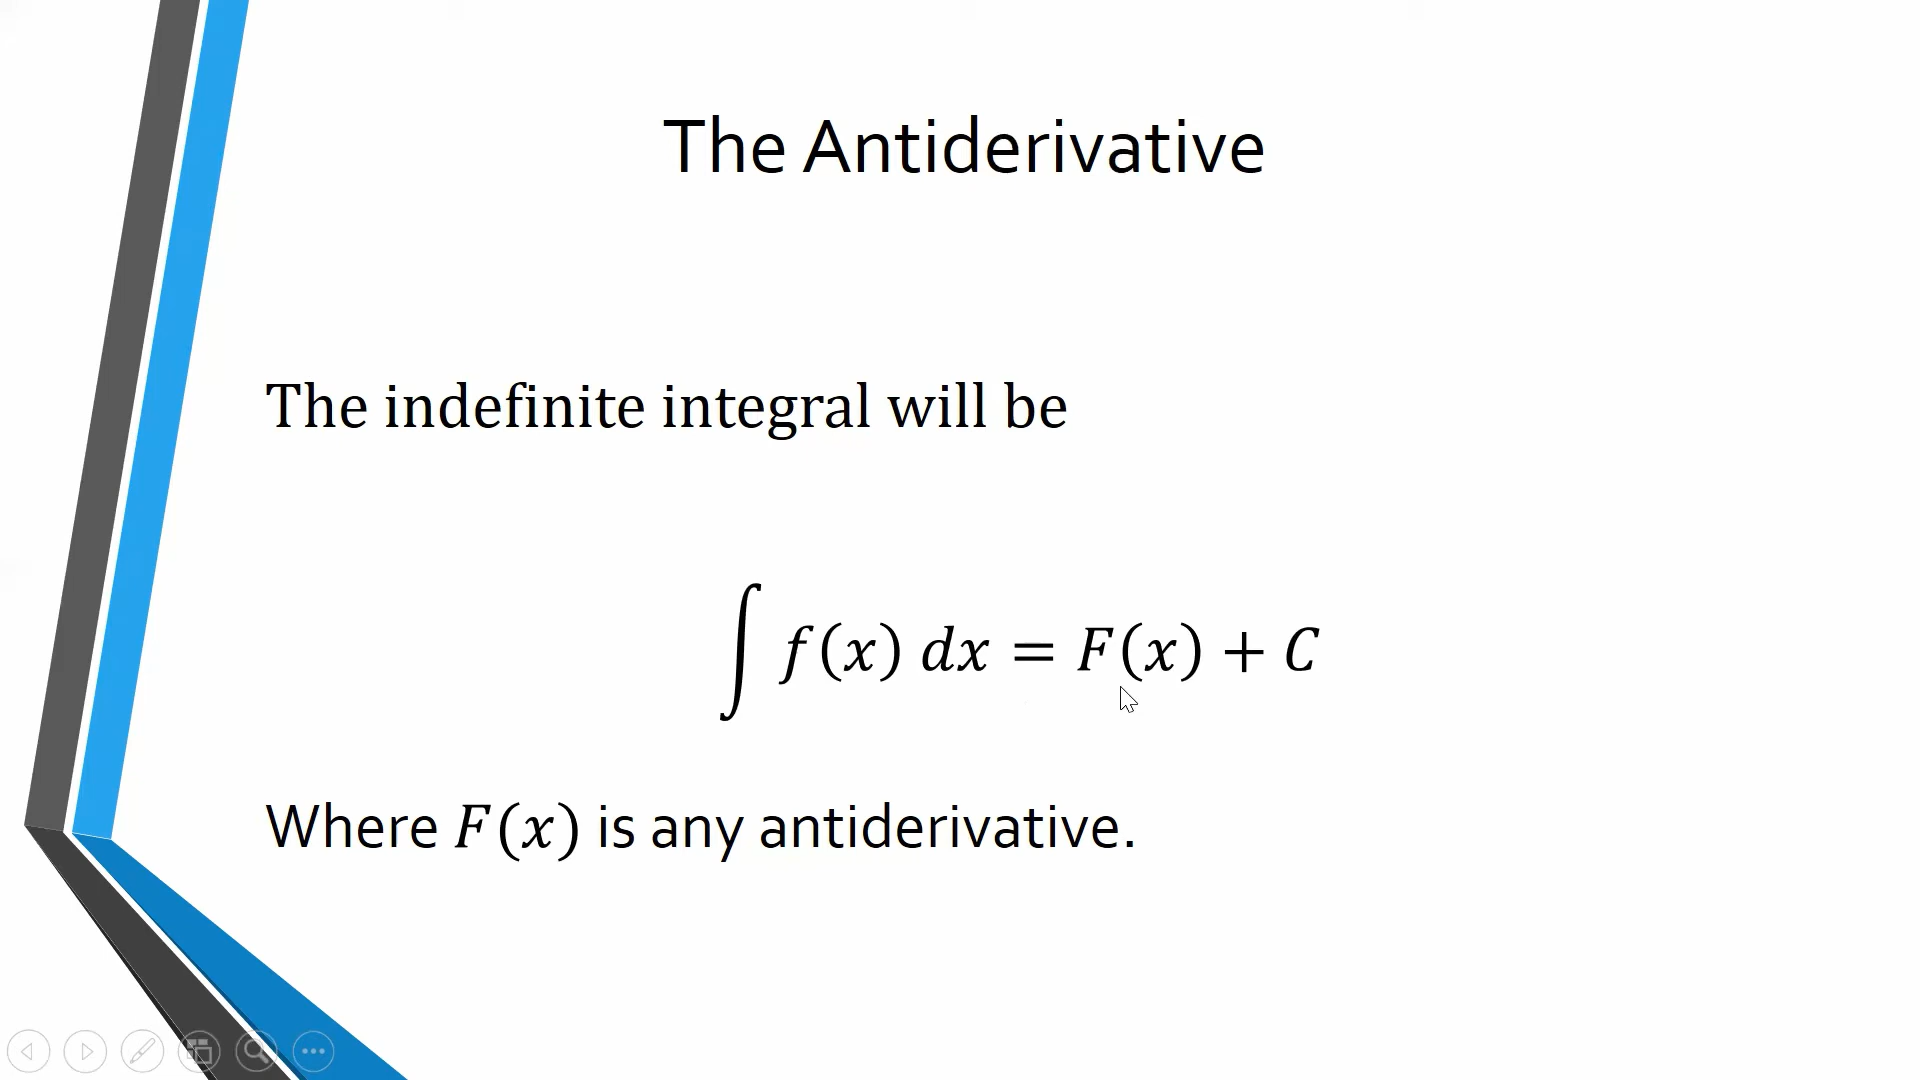 The Antiderivative
The indefinite integral will be
∫ f(x) dx = F(x) + C
Where F(x) is any antiderivative.